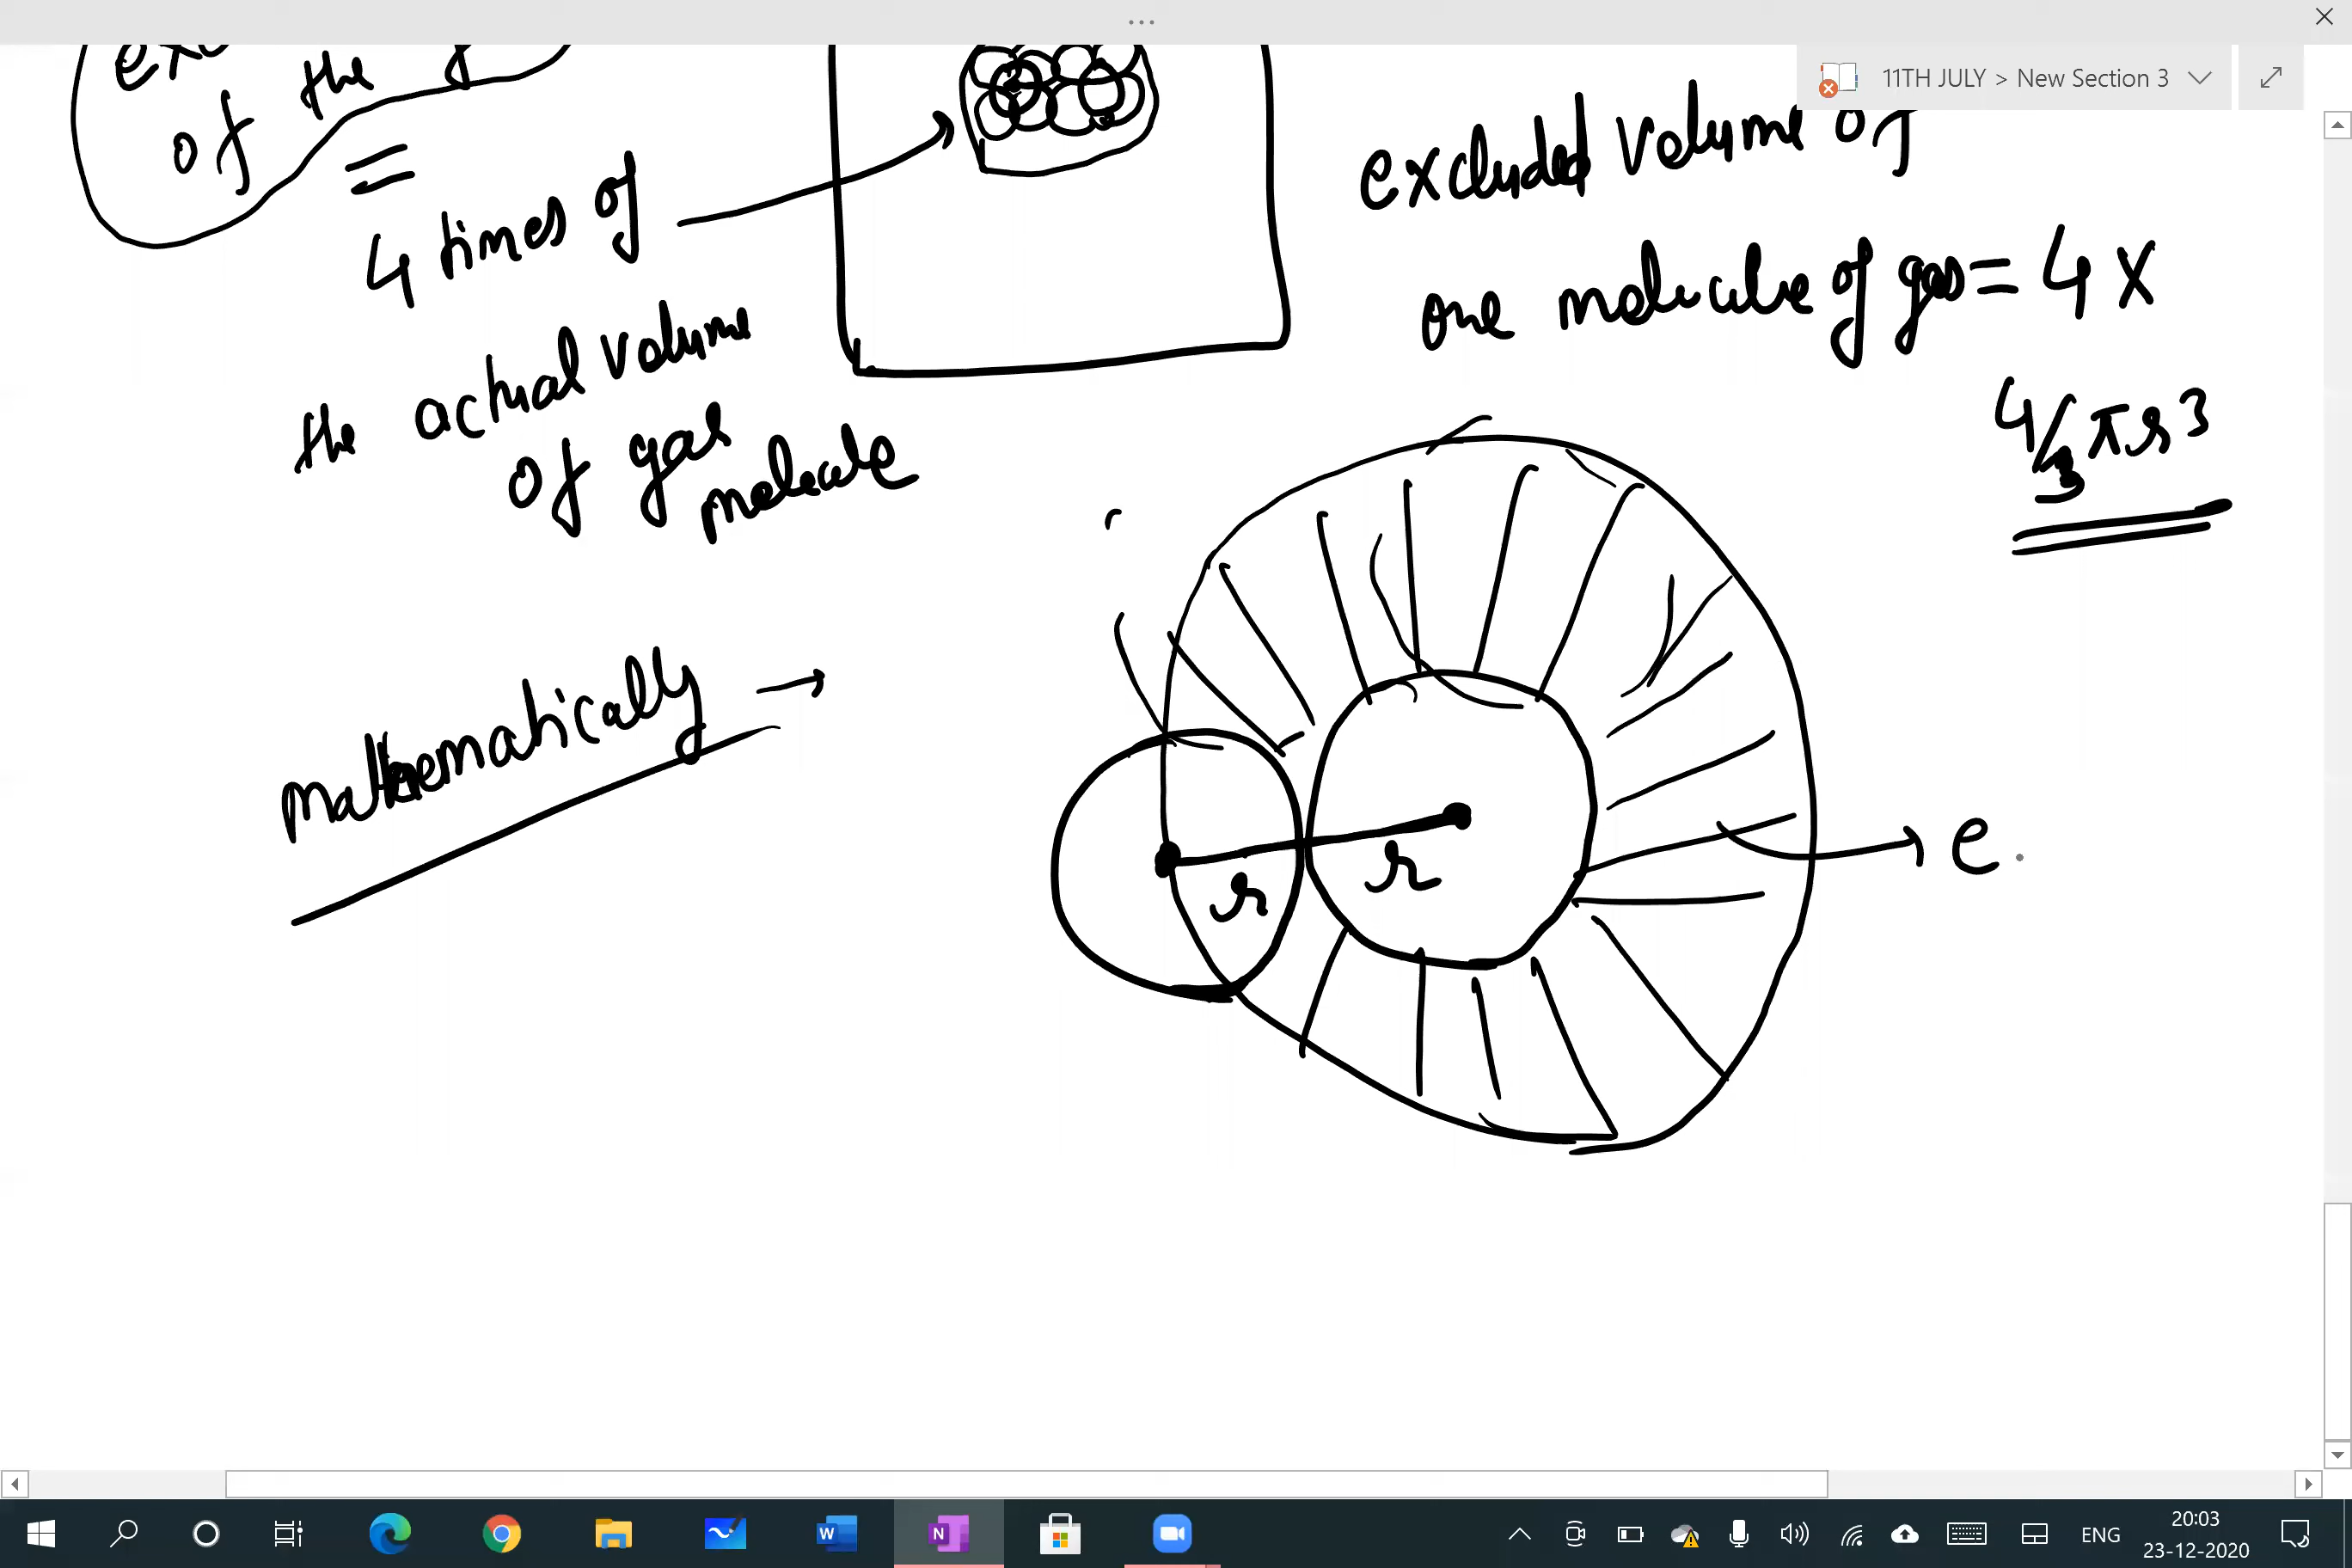 11TH JULY > New Section 3
of the
4 times of
the actual volume
of gas
molecule
excluded volume of
one molecule of gas = 4 x
4/3 πr3
mathematically →
r r
e
ENG
20:03
23-12-2020